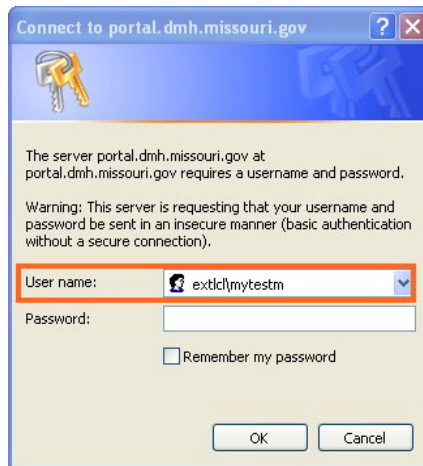 Connect to portal.dmh.missouri.gov
The server portal.dmh.missouri.gov at
portal.dmh.missouri.gov requires a username and password.
Warning: This server is requesting that your username and
password be sent in an insecure manner (basic authentication
without a secure connection).
User name: extlcl\mytestm
Password:
Remember my password
OK Cancel